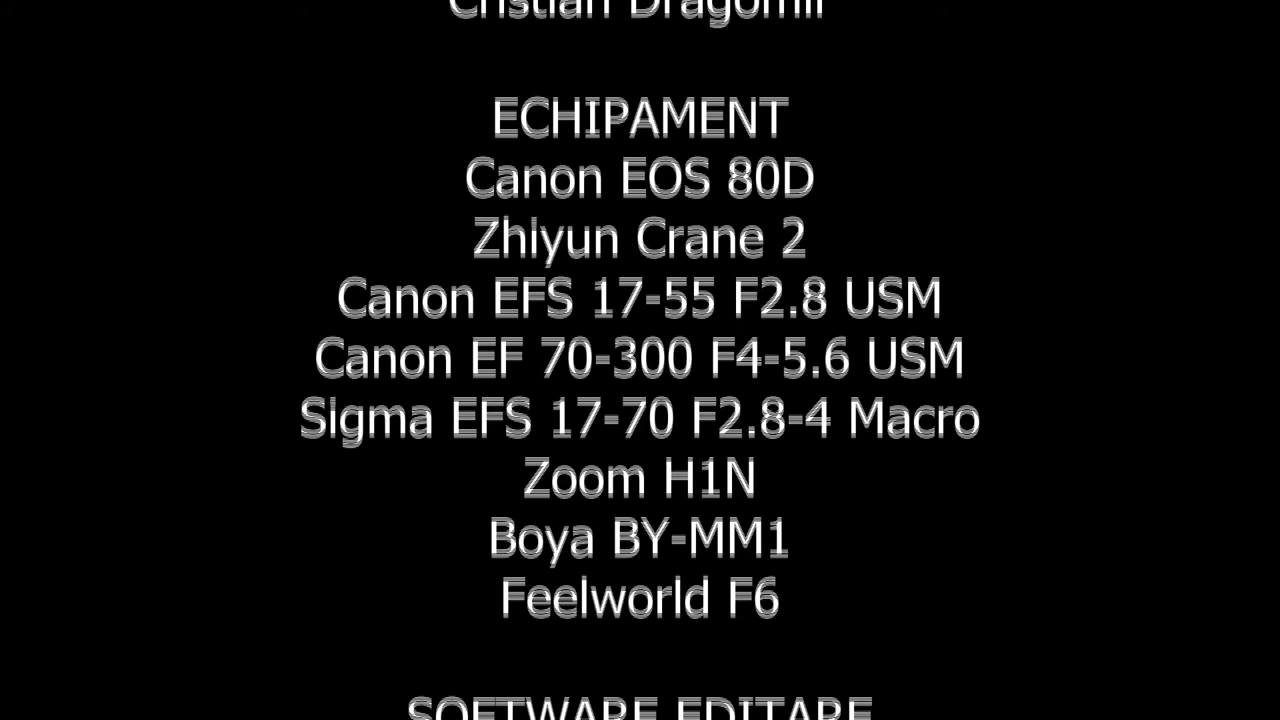 Cristian Dragomir
ECHIPAMENT
Canon EOS 80D
Zhiyun Crane 2
Canon EFS 17-55 F2.8 USM
Canon EF 70-300 F4-5.6 USM
Sigma EFS 17-70 F2.8-4 Macro
Zoom H1N
Boya BY-MM1
Feelworld F6
SOFTWARE EDITARE